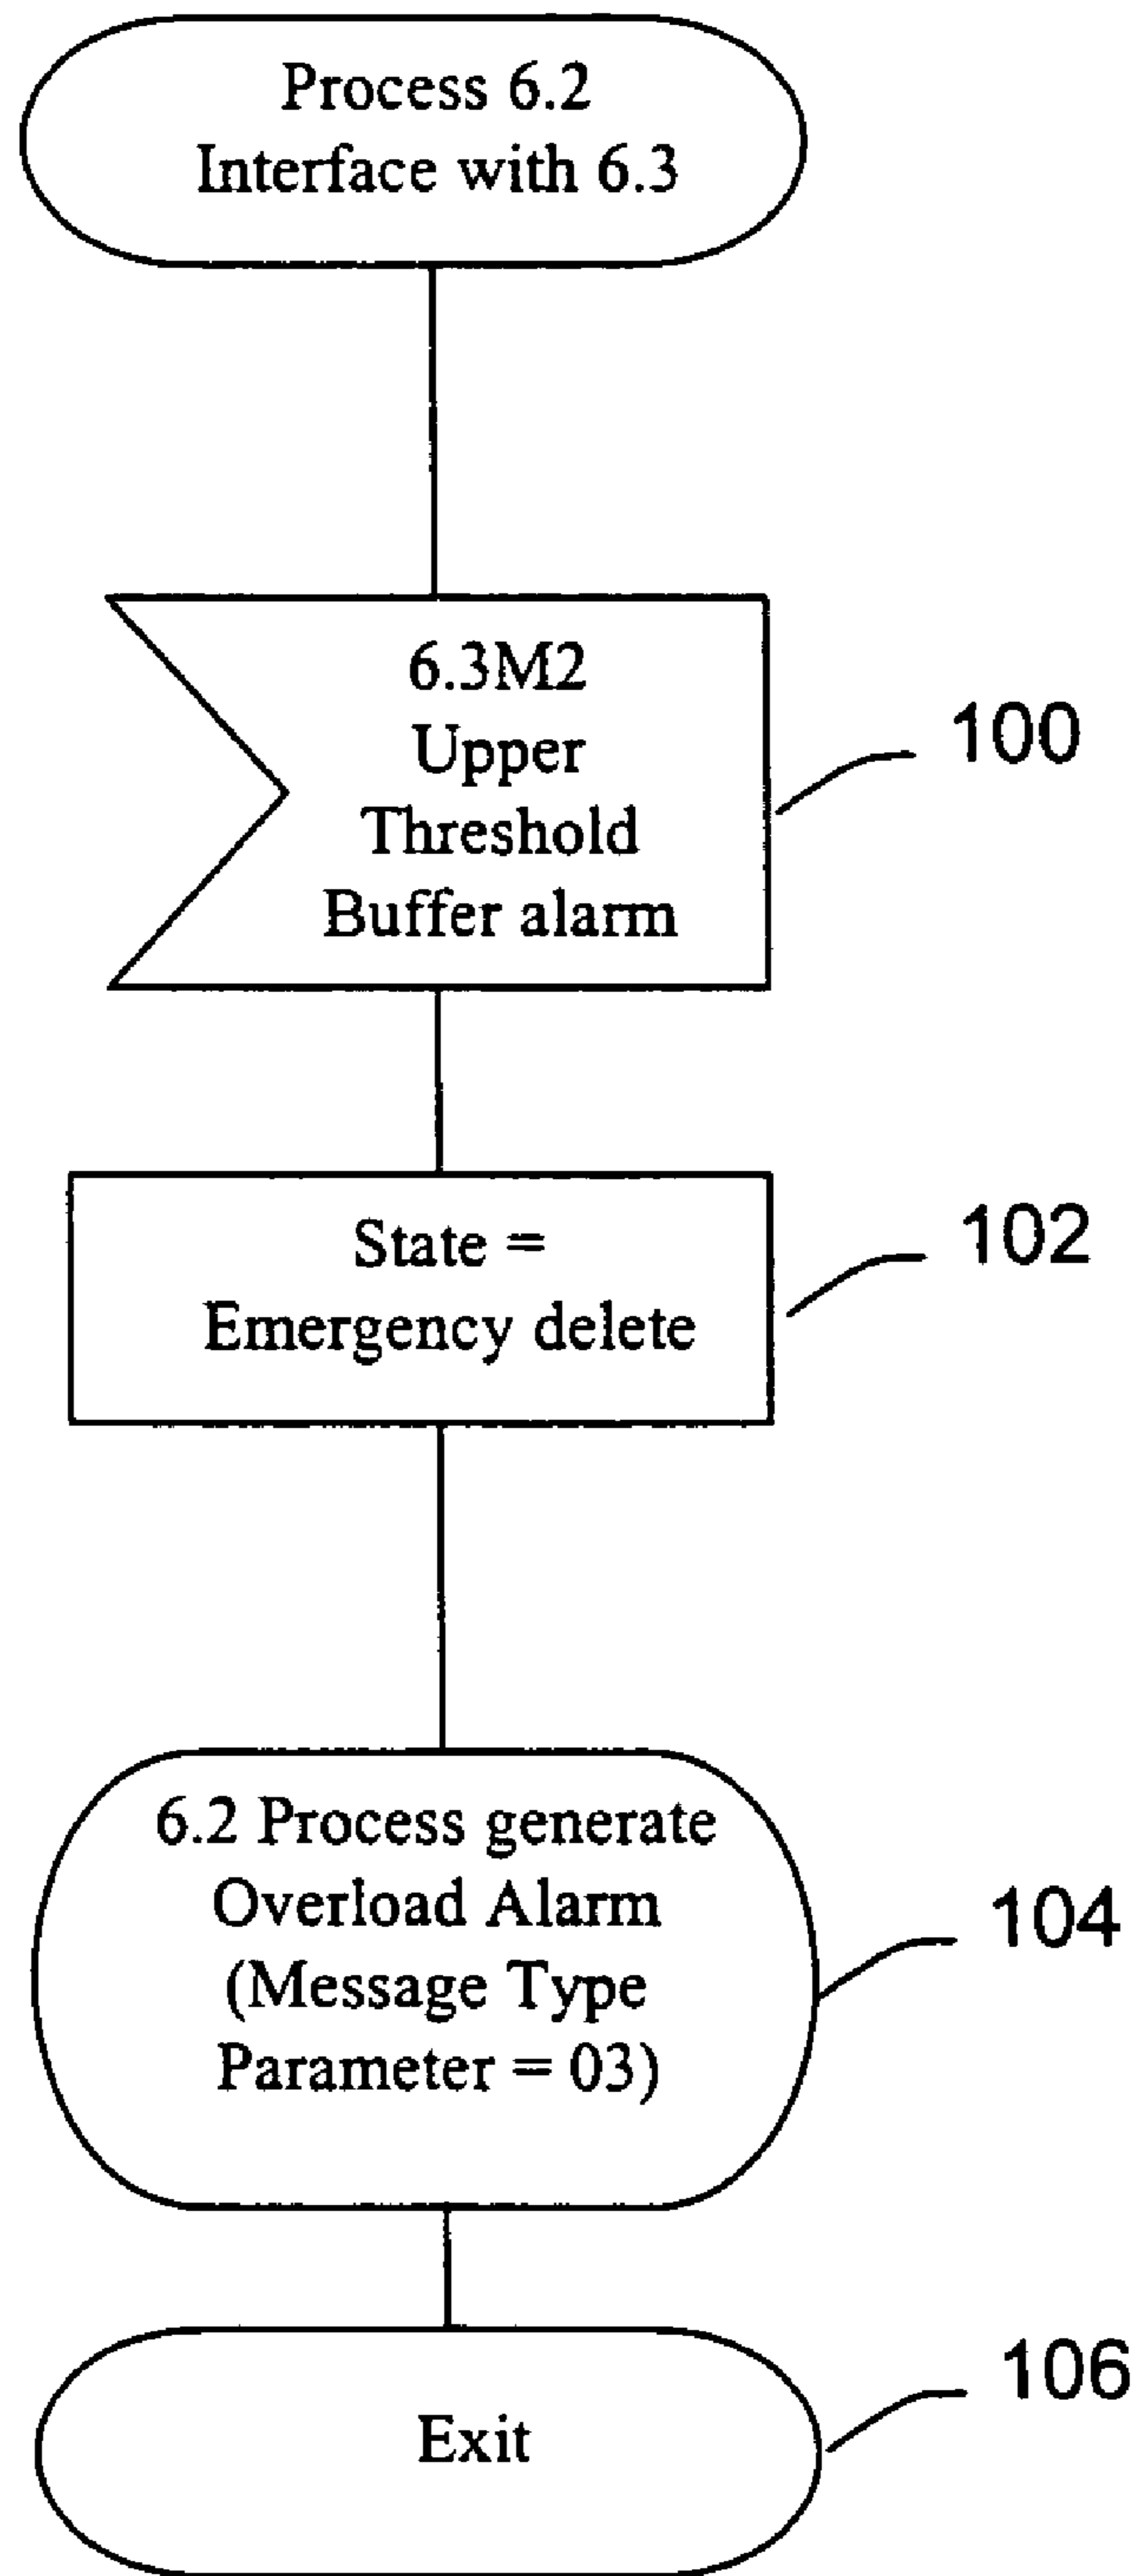 Process 6.2
Interface with 6.3
6.3M2
Upper
Threshold
Buffer alarm
100
State =
Emergency delete
102
6.2 Process generate
Overload Alarm
(Message Type
Parameter = 03)
104
Exit
106